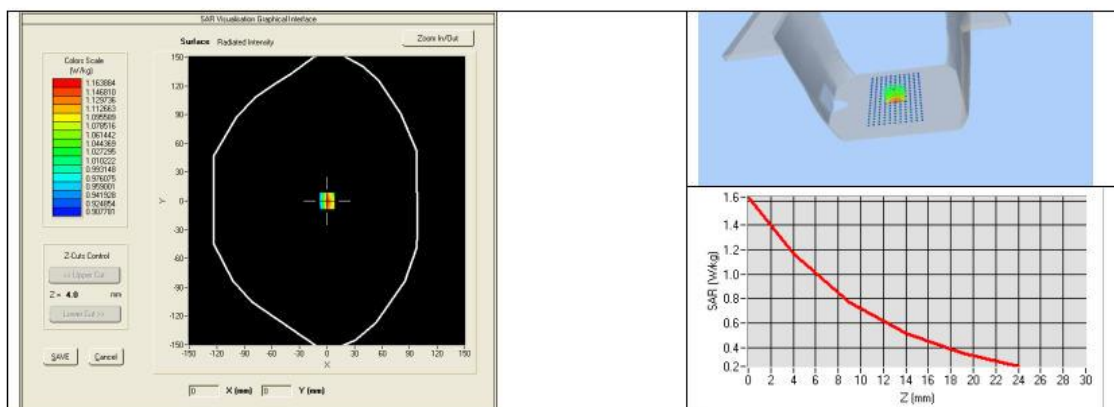 SAR Visualisation Graphical Interface
Surface Radiated Intensity
Zoom In/Out
Colors Scale
(W/kg)
1.163884
1.146810
1.129736
1.112663
1.095589
1.078516
1.061442
1.044369
1.027295
1.010222
0.993148
0.976075
0.959001
0.941928
0.924854
0.907781
Z-Cuts Control
<< Upper Cut
Z = 4.0 mm
Lower Cut >>
SAVE Cancel
150
120
90
60
30
0
-30
-60
-90
-120
-150
Y
-150 -120 -90 -60 -30 0 30 60 90 120 150
X
0 X (mm) 0 Y (mm)
1.6
1.4
1.2
1.0
0.8
0.6
0.4
0.2
SAR (W/kg)
0 2 4 6 8 10 12 14 16 18 20 22 24 26 28 30
Z (mm)